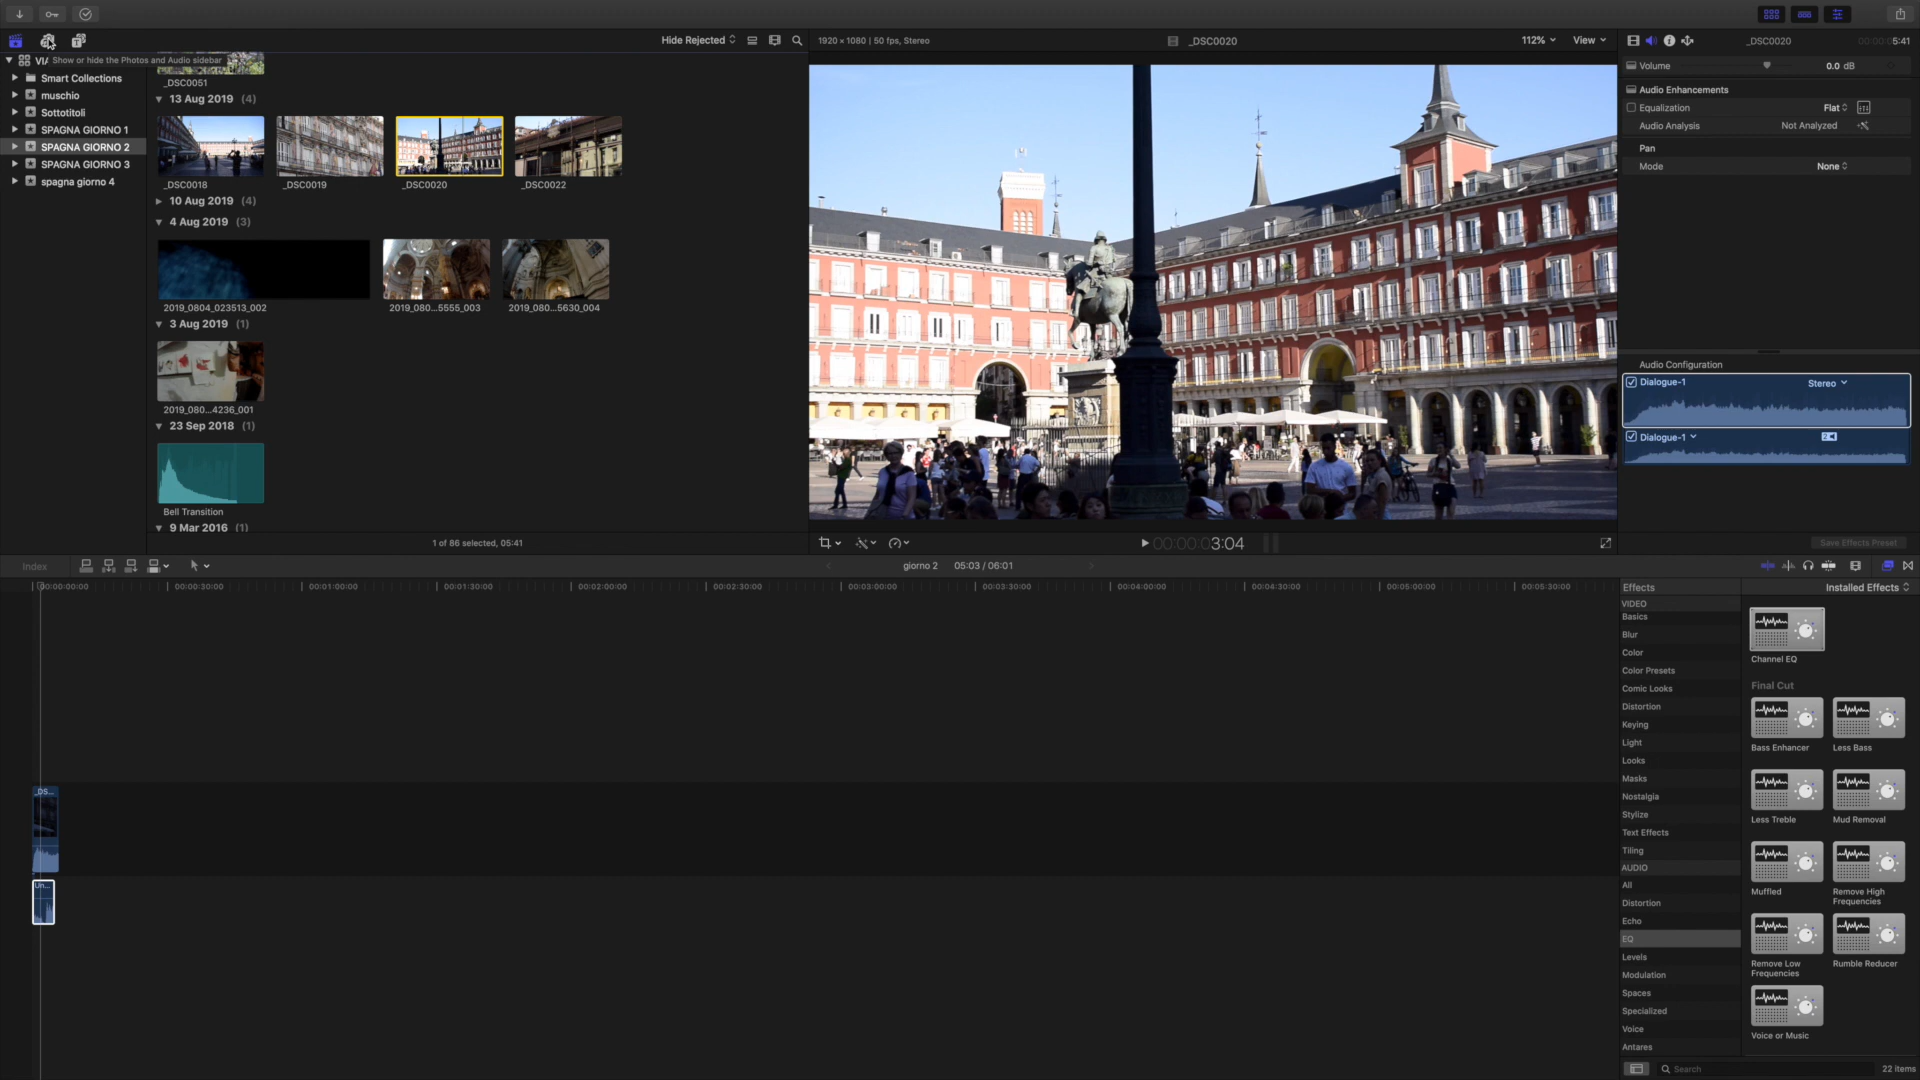 Hide Rejected
1920 × 1080 | 50 fps, Stereo
_DSC0020
112%
View
_DSC0020
5:41
VIA
Show or hide the Photos and Audio sidebar
Smart Collections
muschio
Sottotitoli
SPAGNA GIORNO 1
SPAGNA GIORNO 2
SPAGNA GIORNO 3
spagna giorno 4
_DSC0051
13 Aug 2019 (4)
_DSC0018
_DSC0019
_DSC0020
_DSC0022
10 Aug 2019 (4)
4 Aug 2019 (3)
2019_0804_023513_002
2019_080...5555_003
2019_080...5630_004
3 Aug 2019 (1)
2019_080...4236_001
23 Sep 2018 (1)
Bell Transition
9 Mar 2016 (1)
1 of 86 selected, 05:41
00:00:03:04
Volume
0.0 dB
Audio Enhancements
Equalization
Flat
Audio Analysis
Not Analyzed
Pan
Mode
None
Audio Configuration
Dialogue-1
Stereo
Dialogue-1
2
Save Effects Preset
Index
giorno 2
05:03 / 06:01
00:00:00:00
00:00:30:00
00:01:00:00
00:01:30:00
00:02:00:00
00:02:30:00
00:03:00:00
00:03:30:00
00:04:00:00
00:04:30:00
00:05:00:00
00:05:30:00
_DS...
Un...
Effects
Installed Effects
VIDEO
Basics
Blur
Color
Color Presets
Comic Looks
Distortion
Keying
Light
Looks
Masks
Nostalgia
Stylize
Text Effects
Tiling
AUDIO
All
Distortion
Echo
EQ
Levels
Modulation
Spaces
Specialized
Voice
Antares
Channel EQ
Final Cut
Bass Enhancer
Less Bass
Less Treble
Mud Removal
Muffled
Remove High
Frequencies
Remove Low
Frequencies
Rumble Reducer
Voice or Music
Search
22 items